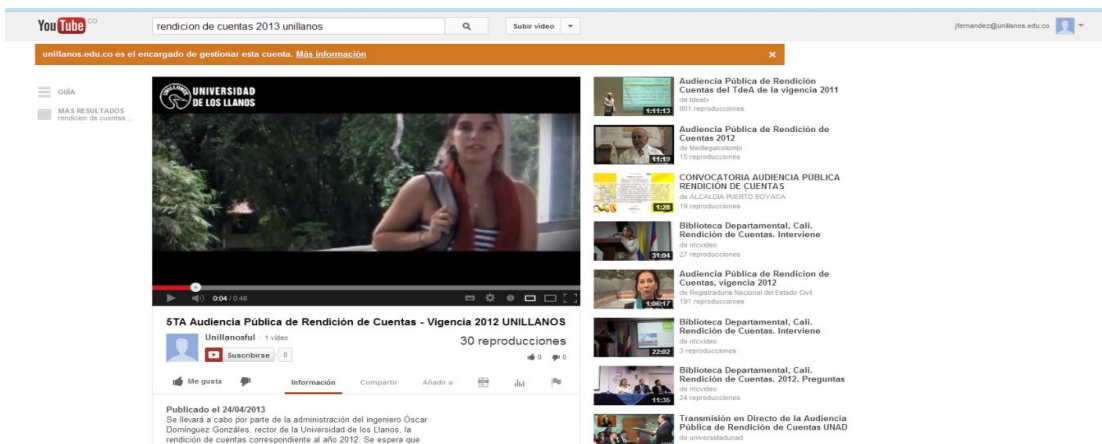 You Tube CO
rendicion de cuentas 2013 unillanos
Subir video
jfernandez@unillanos.edu.co
unillanos.edu.co es el encargado de gestionar esta cuenta. Más información
×
GUÍA
MÁS RESULTADOS
rendicion de cuentas...
UNIVERSIDAD
DE LOS LLANOS
0:04 / 0:46
5TA Audiencia Pública de Rendición de Cuentas - Vigencia 2012 UNILLANOS
Unillanosful · 1 video
30 reproducciones
Suscribirse 0
0 0
Me gusta
Información
Compartir
Añadir a
Publicado el 24/04/2013
Se llevará a cabo por parte de la administración del ingeniero Óscar
Domínguez Gonzáles, rector de la Universidad de los Llanos, la
rendición de cuentas correspondiente al año 2012. Se espera que
1:11:13
Audiencia Pública de Rendición
Cuentas del TdeA de la vigencia 2011
de tdeatv
801 reproducciones
11:19
Audiencia Pública de Rendición de
Cuentas 2012
de Medlegalcolombi
15 reproducciones
1:28
CONVOCATORIA AUDIENCIA PÚBLICA
RENDICIÓN DE CUENTAS
de ALCALDIA PUERTO BOYACA
19 reproducciones
31:04
Biblioteca Departamental, Cali.
Rendición de Cuentas. Interviene
de ntcvideo
27 reproducciones
1:06:17
Audiencia Pública de Rendicion de
Cuentas, vigencia 2012
de Registraduria Nacional del Estado Civil
191 reproducciones
22:02
Biblioteca Departamental, Cali.
Rendición de Cuentas. Interviene
de ntcvideo
3 reproducciones
11:35
Biblioteca Departamental, Cali.
Rendición de Cuentas. 2012. Preguntas
de ntcvideo
24 reproducciones
Transmisión en Directo de la Audiencia
Pública de Rendición de Cuentas UNAD
de universidadunad